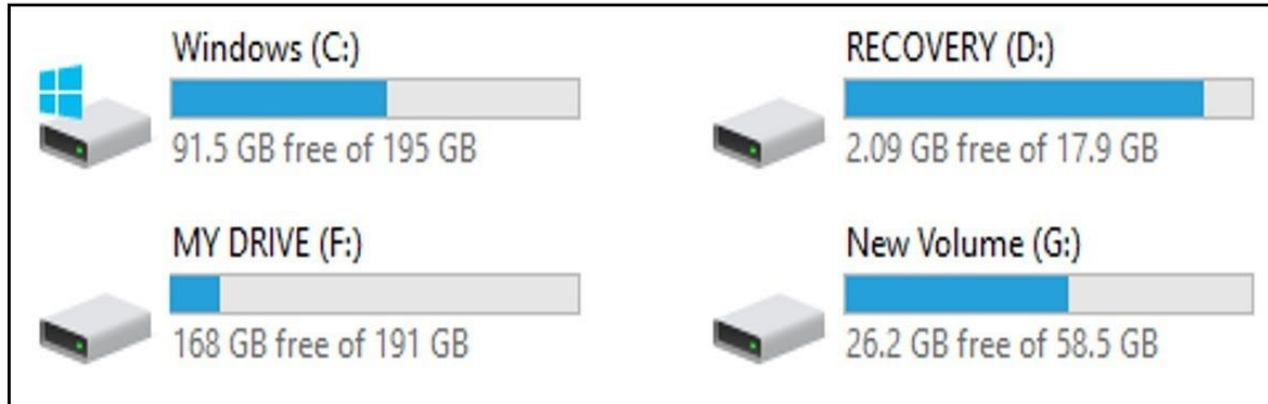 Windows (C:)
91.5 GB free of 195 GB
RECOVERY (D:)
2.09 GB free of 17.9 GB
MY DRIVE (F:)
168 GB free of 191 GB
New Volume (G:)
26.2 GB free of 58.5 GB